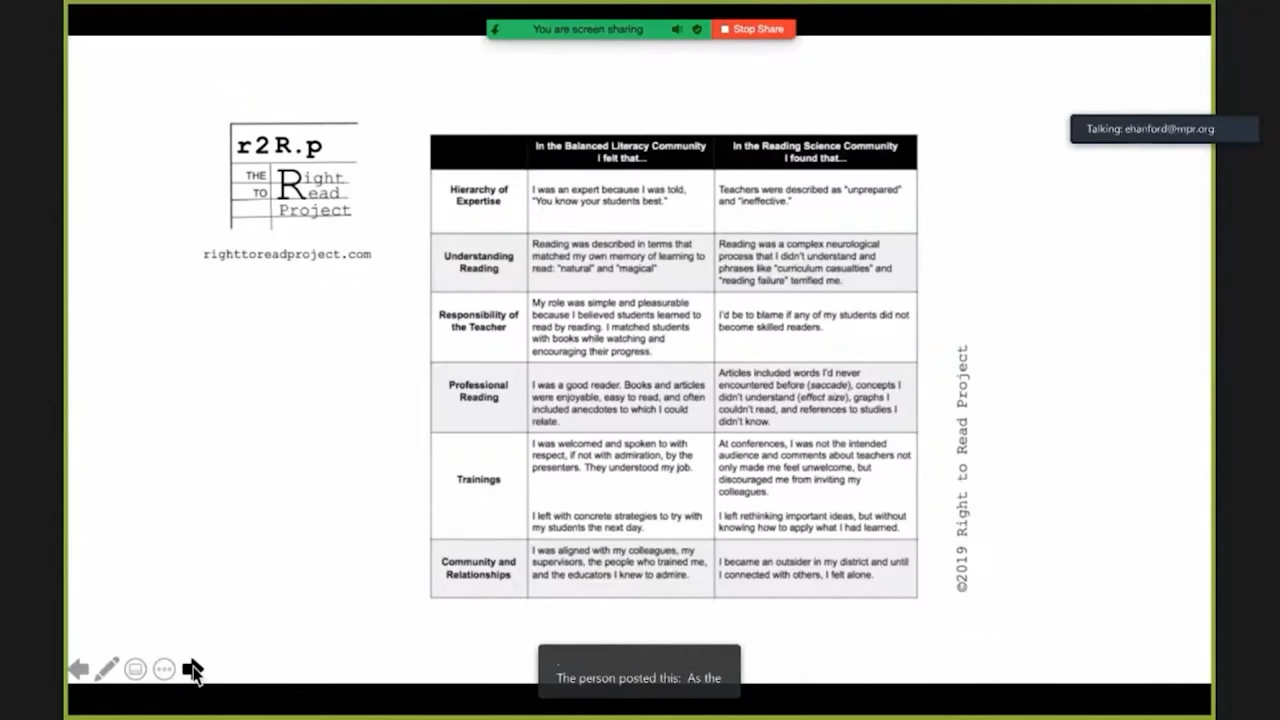 You are screen sharing
Stop Share
Talking: ehanford@mpr.org
r2R.p
THE Right
TO Read
Project
righttoreadproject.com
In the Balanced Literacy Community
I felt that...
In the Reading Science Community
I found that...
Hierarchy of
Expertise
I was an expert because I was told,
"You know your students best."
Teachers were described as "unprepared"
and "ineffective."
Understanding
Reading
Reading was described in terms that
matched my own memory of learning to
read: "natural" and "magical"
Reading was a complex neurological
process that I didn't understand and
phrases like "curriculum casualties" and
"reading failure" terrified me.
Responsibility of
the Teacher
My role was simple and pleasurable
because I believed students learned to
read by reading. I matched students
with books while watching and
encouraging their progress.
I'd be to blame if any of my students did not
become skilled readers.
Professional
Reading
I was a good reader. Books and articles
were enjoyable, easy to read, and often
included anecdotes to which I could
relate.
Articles included words I'd never
encountered before (saccade), concepts I
didn't understand (effect size), graphs I
couldn't read, and references to studies I
didn't know.
Trainings
I was welcomed and spoken to with
respect, if not with admiration, by the
presenters. They understood my job.
I left with concrete strategies to try with
my students the next day.
At conferences, I was not the intended
audience and comments about teachers not
only made me feel unwelcome, but
discouraged me from inviting my
colleagues.
I left rethinking important ideas, but without
knowing how to apply what I had learned.
Community and
Relationships
I was aligned with my colleagues, my
supervisors, the people who trained me,
and the educators I knew to admire.
I became an outsider in my district and until
I connected with others, I felt alone.
©2019 Right to Read Project
.
The person posted this: As the